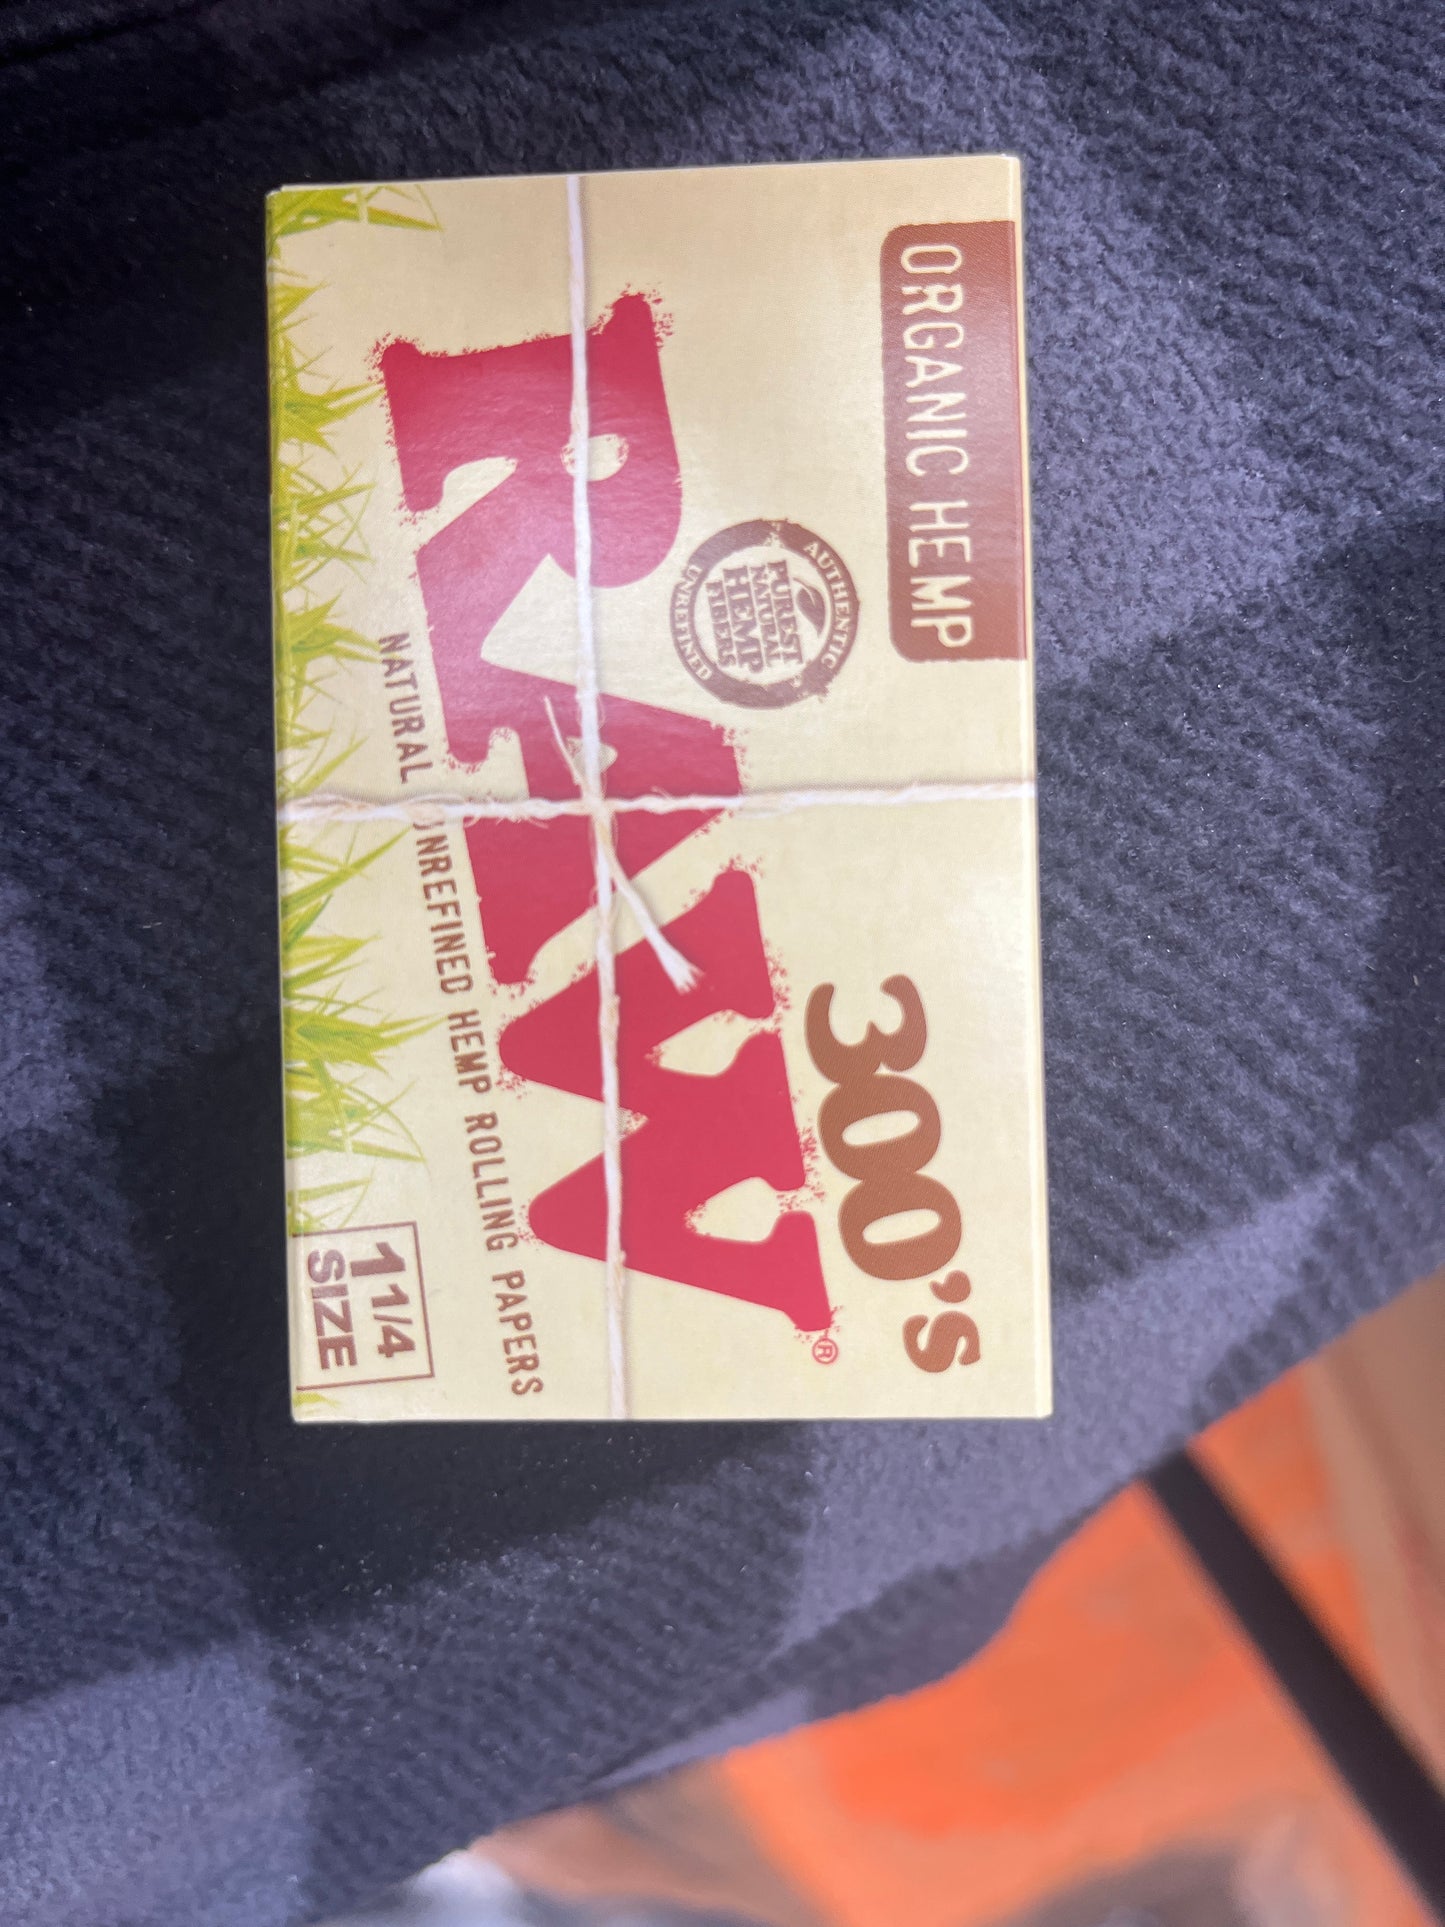 ORGANIC HEMP
300's
AUTHENTIC
PUREST
NATURAL
HEMP
FIBERS
UNREFINED
RAW®
NATURAL UNREFINED HEMP ROLLING PAPERS
1 1/4
SIZE